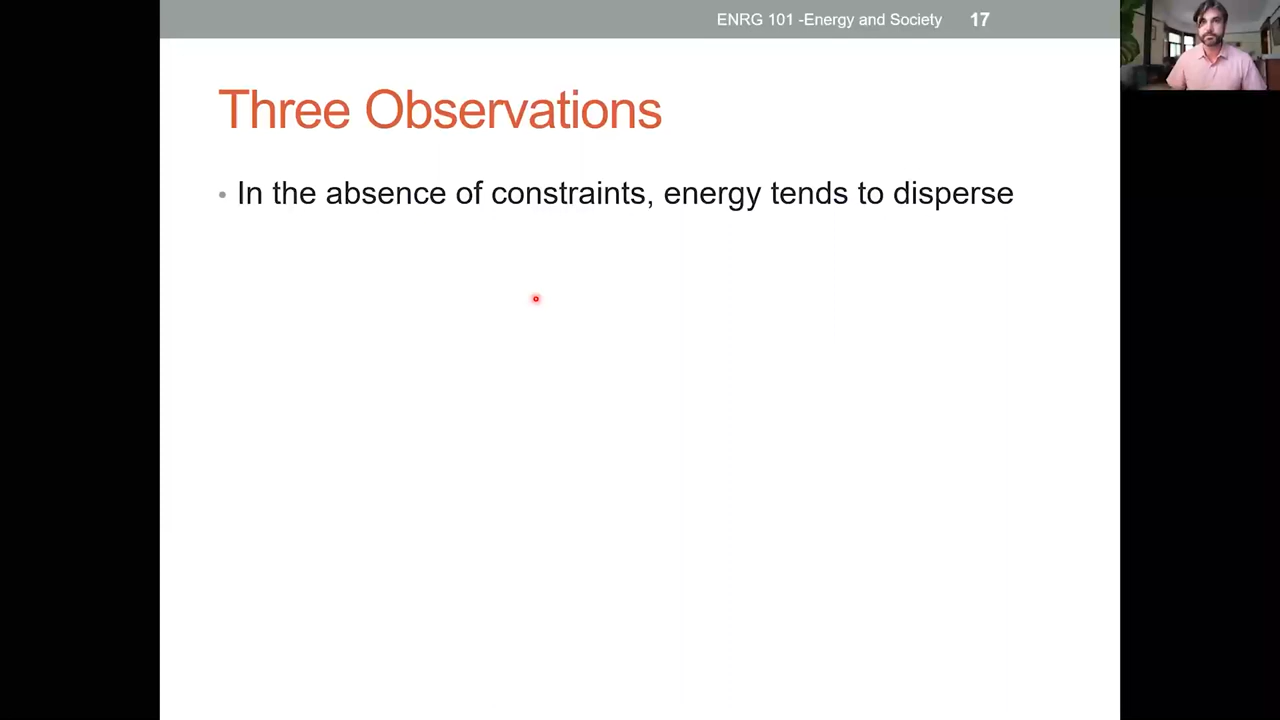 ENRG 101 -Energy and Society 17
Three Observations
• In the absence of constraints, energy tends to disperse